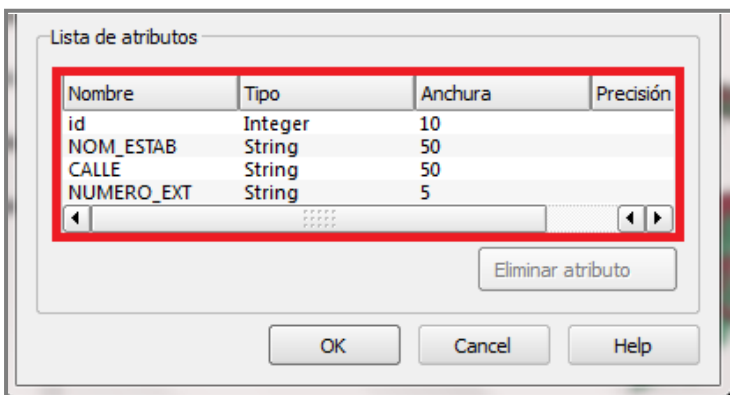 Lista de atributos
Nombre Tipo Anchura Precisión
id Integer 10
NOM_ESTAB String 50
CALLE String 50
NUMERO_EXT String 5
Eliminar atributo
OK Cancel Help